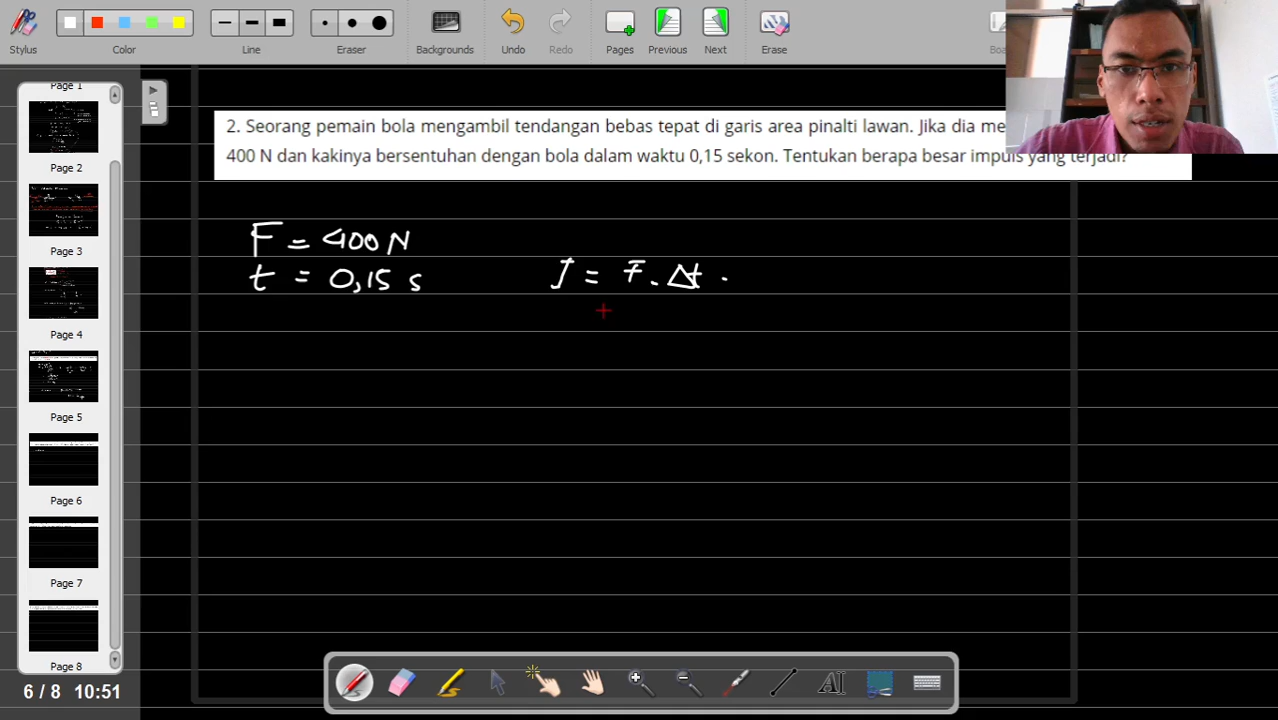 Stylus
Color
Line
Eraser
Backgrounds
Undo
Redo
Pages
Previous
Next
Erase
Page 1
Page 2
Page 3
Page 4
Page 5
Page 6
Page 7
Page 8
6 / 8 10:51
2. Seorang pemain bola mengambil tendangan bebas tepat di garis area pinalti lawan. Jika dia
400 N dan kakinya bersentuhan dengan bola dalam waktu 0,15 sekon. Tentukan berapa besar impuls yang terjadi?
F = 400 N
t = 0,15 s
I = F . Δt .